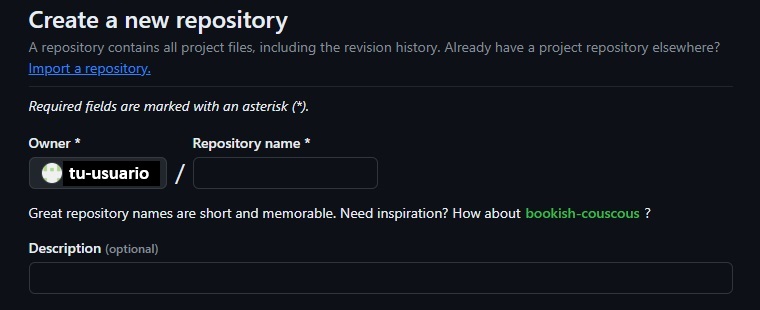 Create a new repository
A repository contains all project files, including the revision history. Already have a project repository elsewhere?
Import a repository.
Required fields are marked with an asterisk (*).
Owner * Repository name *
tu-usuario /
Great repository names are short and memorable. Need inspiration? How about bookish-couscous ?
Description (optional)